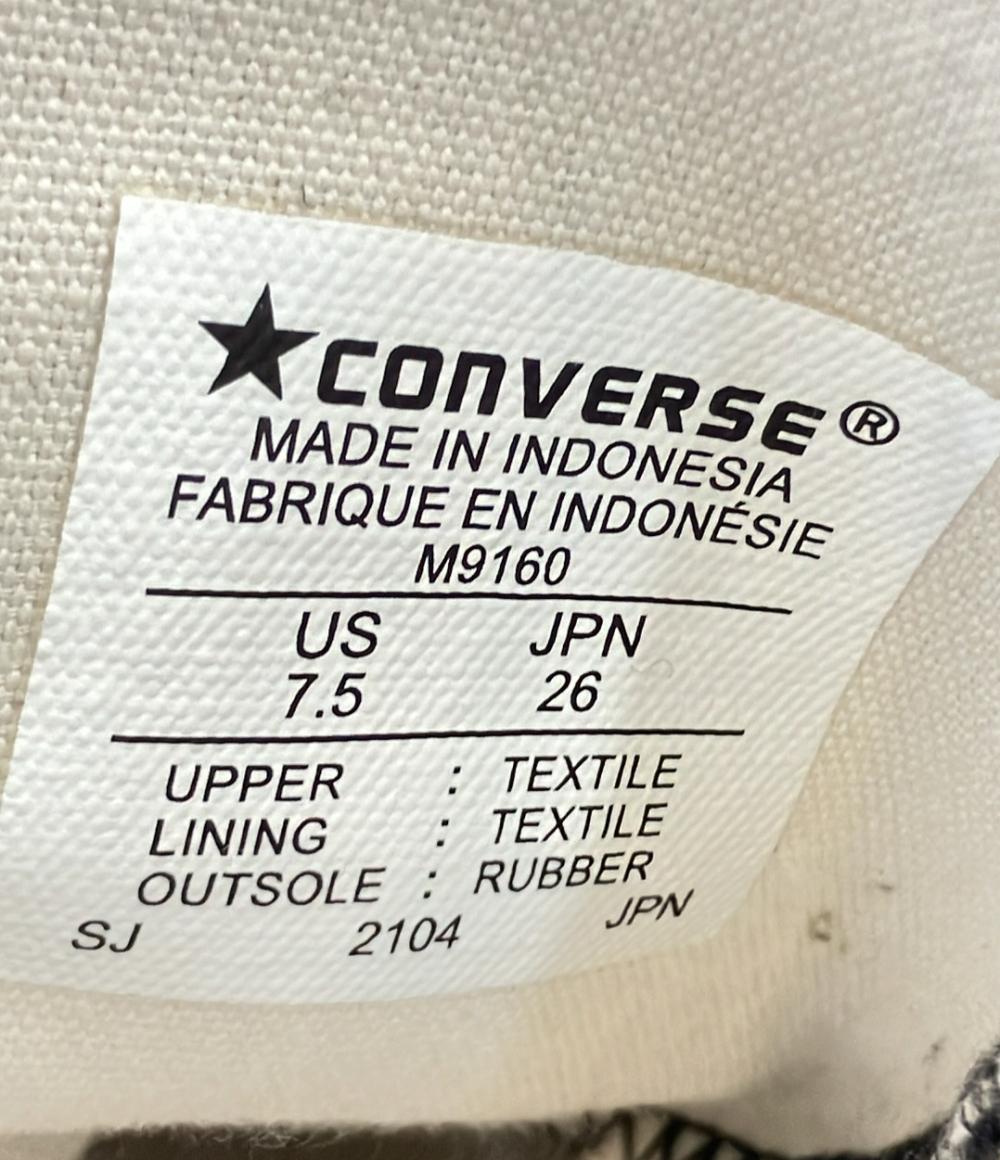 ★CONVERSE®
MADE IN INDONESIA
FABRIQUE EN INDONÉSIE
M9160
US JPN
7.5 26
UPPER : TEXTILE
LINING : TEXTILE
OUTSOLE : RUBBER
SJ 2104 JPN